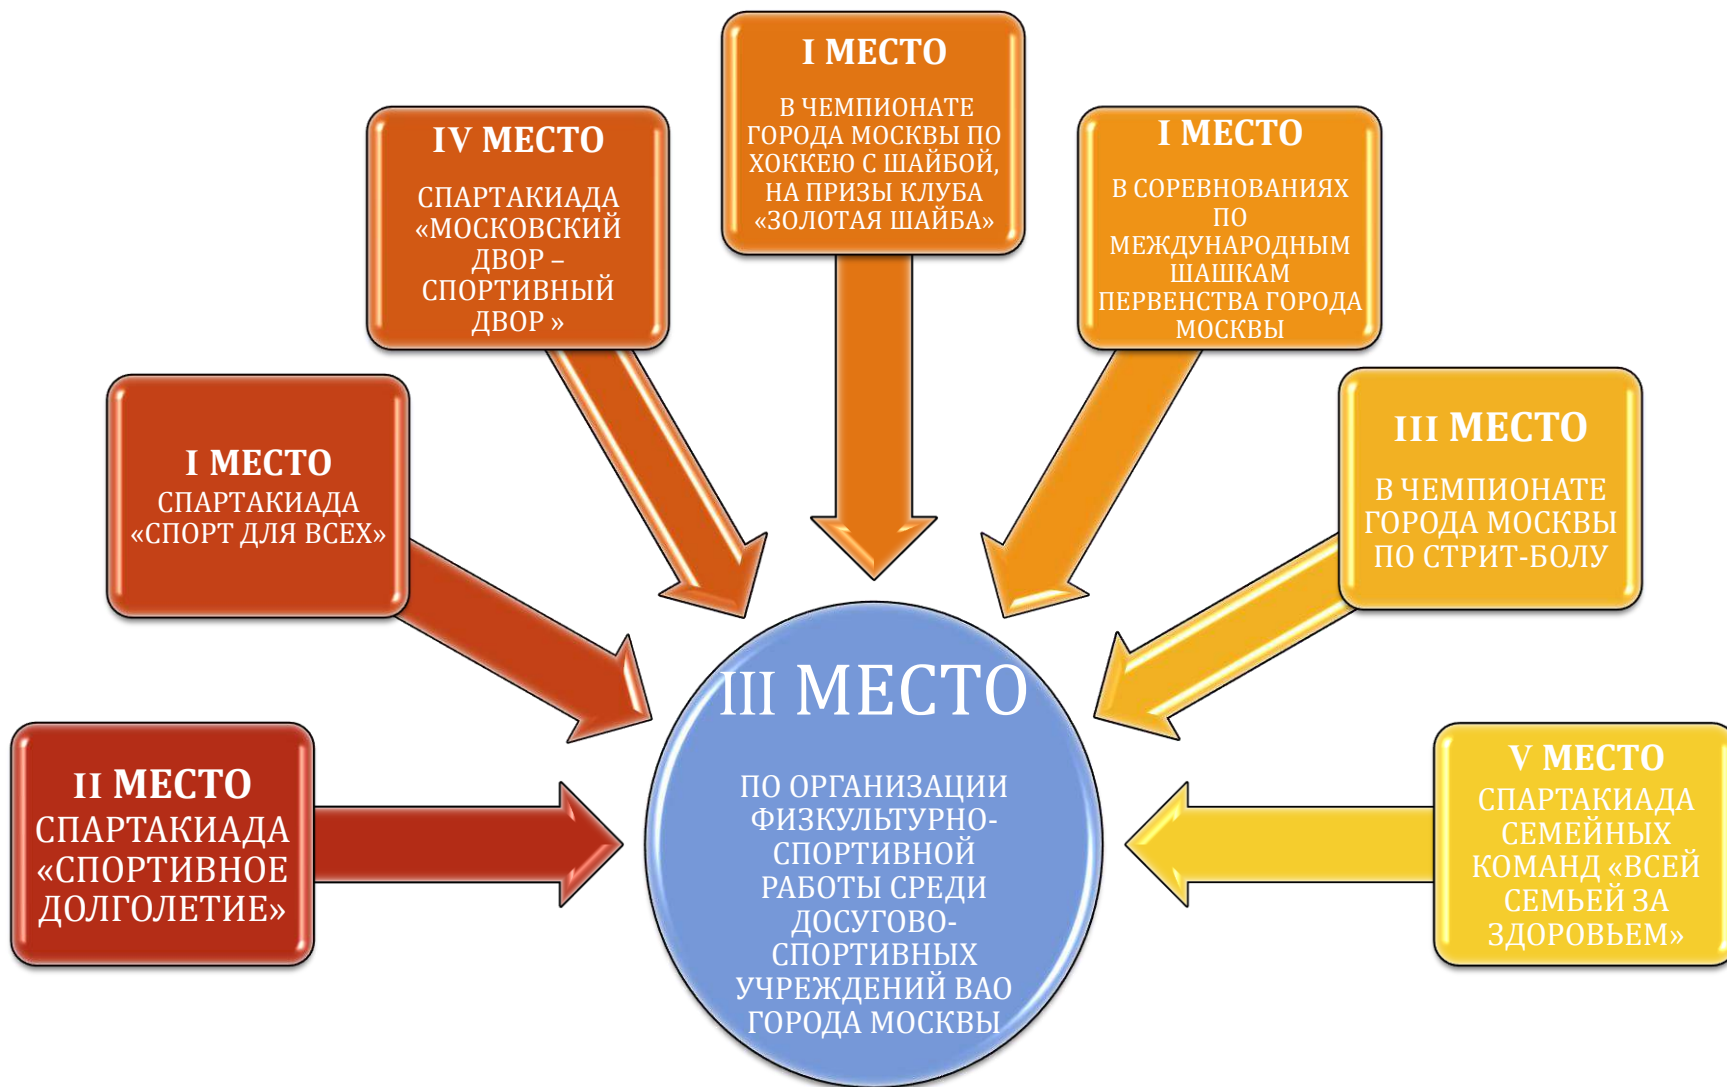 I МЕСТО
В ЧЕМПИОНАТЕ
ГОРОДА МОСКВЫ ПО
ХОККЕЮ С ШАЙБОЙ,
НА ПРИЗЫ КЛУБА
«ЗОЛОТАЯ ШАЙБА»
IV МЕСТО
СПАРТАКИАДА
«МОСКОВСКИЙ
ДВОР –
СПОРТИВНЫЙ
ДВОР »
I МЕСТО
В СОРЕВНОВАНИЯХ
ПО
МЕЖДУНАРОДНЫМ
ШАШКАМ
ПЕРВЕНСТВА ГОРОДА
МОСКВЫ
I МЕСТО
СПАРТАКИАДА
«СПОРТ ДЛЯ ВСЕХ»
III МЕСТО
В ЧЕМПИОНАТЕ
ГОРОДА МОСКВЫ
ПО СТРИТ-БОЛУ
II МЕСТО
СПАРТАКИАДА
«СПОРТИВНОЕ
ДОЛГОЛЕТИЕ»
III МЕСТО
ПО ОРГАНИЗАЦИИ
ФИЗКУЛЬТУРНО-
СПОРТИВНОЙ
РАБОТЫ СРЕДИ
ДОСУГОВО-
СПОРТИВНЫХ
УЧРЕЖДЕНИЙ ВАО
ГОРОДА МОСКВЫ
V МЕСТО
СПАРТАКИАДА
СЕМЕЙНЫХ
КОМАНД «ВСЕЙ
СЕМЬЕЙ ЗА
ЗДОРОВЬЕМ»